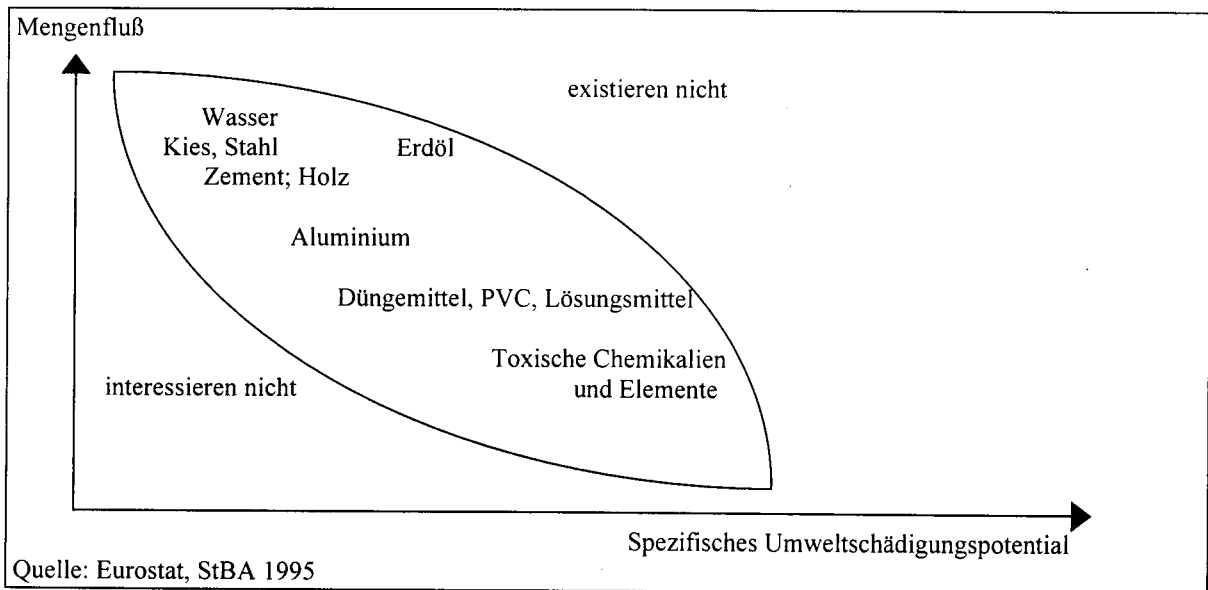 Mengenfluß
existieren nicht
Wasser
Kies, Stahl
Erdöl
Zement; Holz
Aluminium
Düngemittel, PVC, Lösungsmittel
Toxische Chemikalien
und Elemente
interessieren nicht
Spezifisches Umweltschädigungspotential
Quelle: Eurostat, StBA 1995